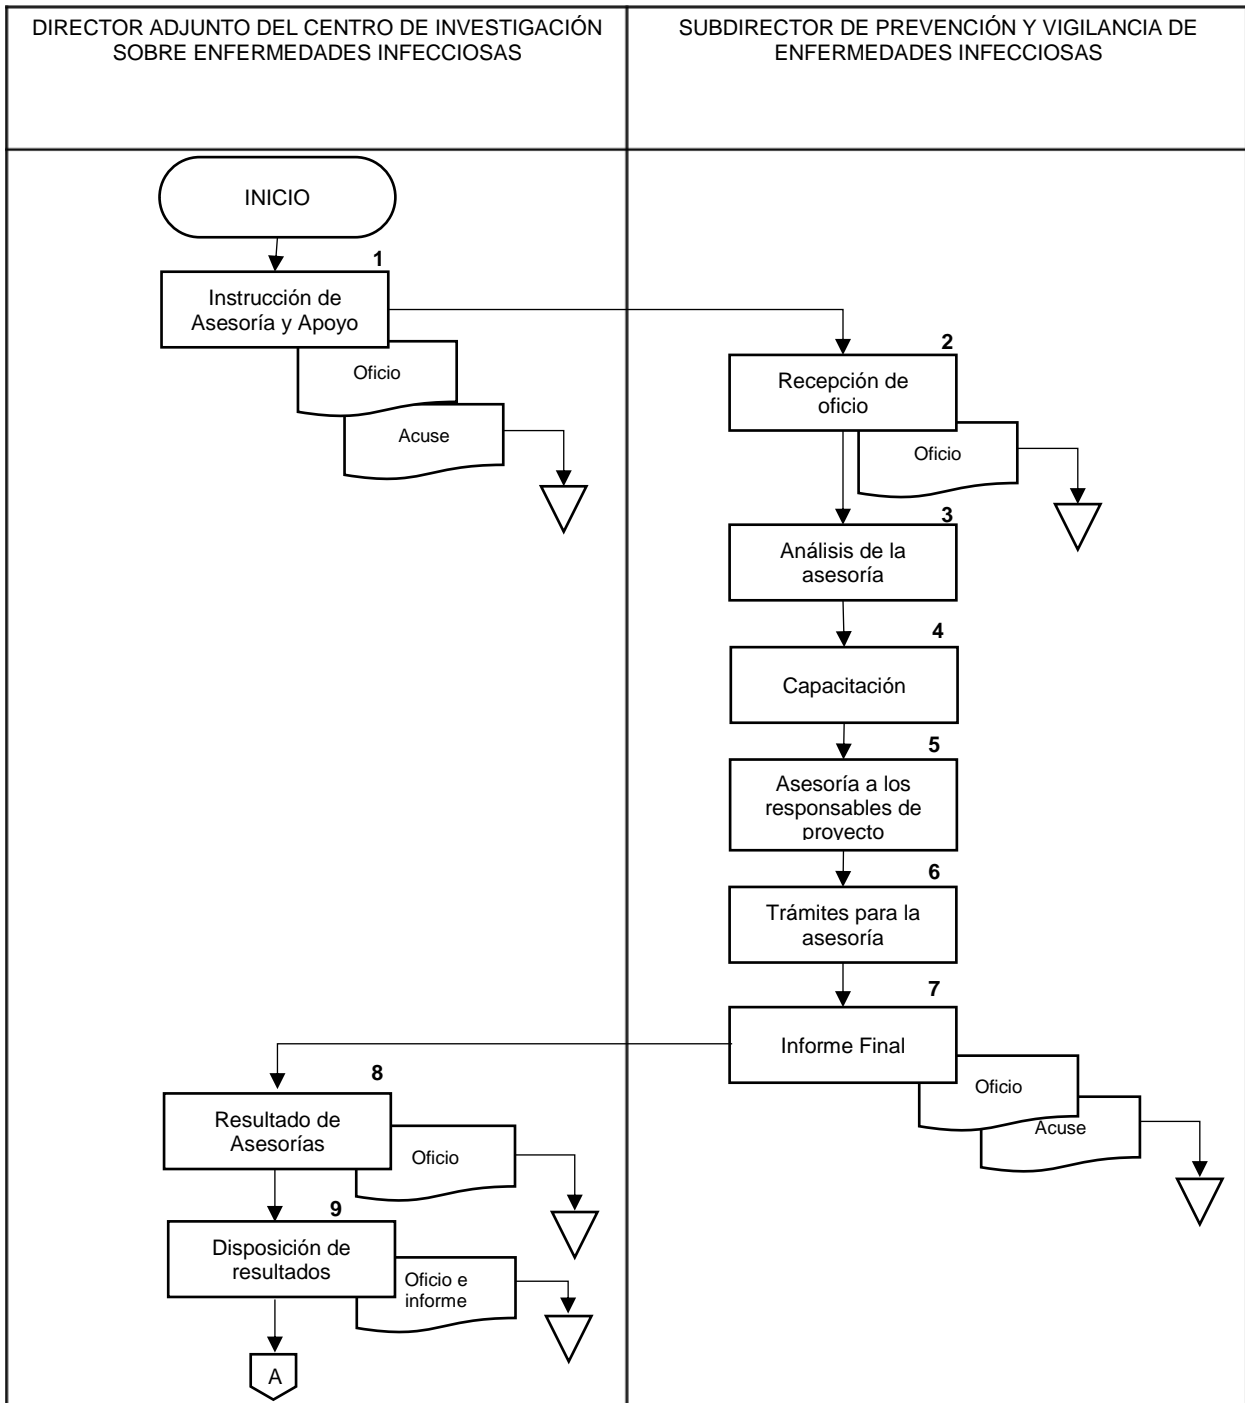 DIRECTOR ADJUNTO DEL CENTRO DE INVESTIGACIÓN
SOBRE ENFERMEDADES INFECCIOSAS
SUBDIRECTOR DE PREVENCIÓN Y VIGILANCIA DE
ENFERMEDADES INFECCIOSAS
INICIO
1
Instrucción de
Asesoría y Apoyo
Oficio
Acuse
2
Recepción de
oficio
Oficio
3
Análisis de la
asesoría
4
Capacitación
5
Asesoría a los
responsables de
proyecto
6
Trámites para la
asesoría
7
Informe Final
Oficio
Acuse
8
Resultado de
Asesorías
Oficio
9
Disposición de
resultados
Oficio e
informe
A